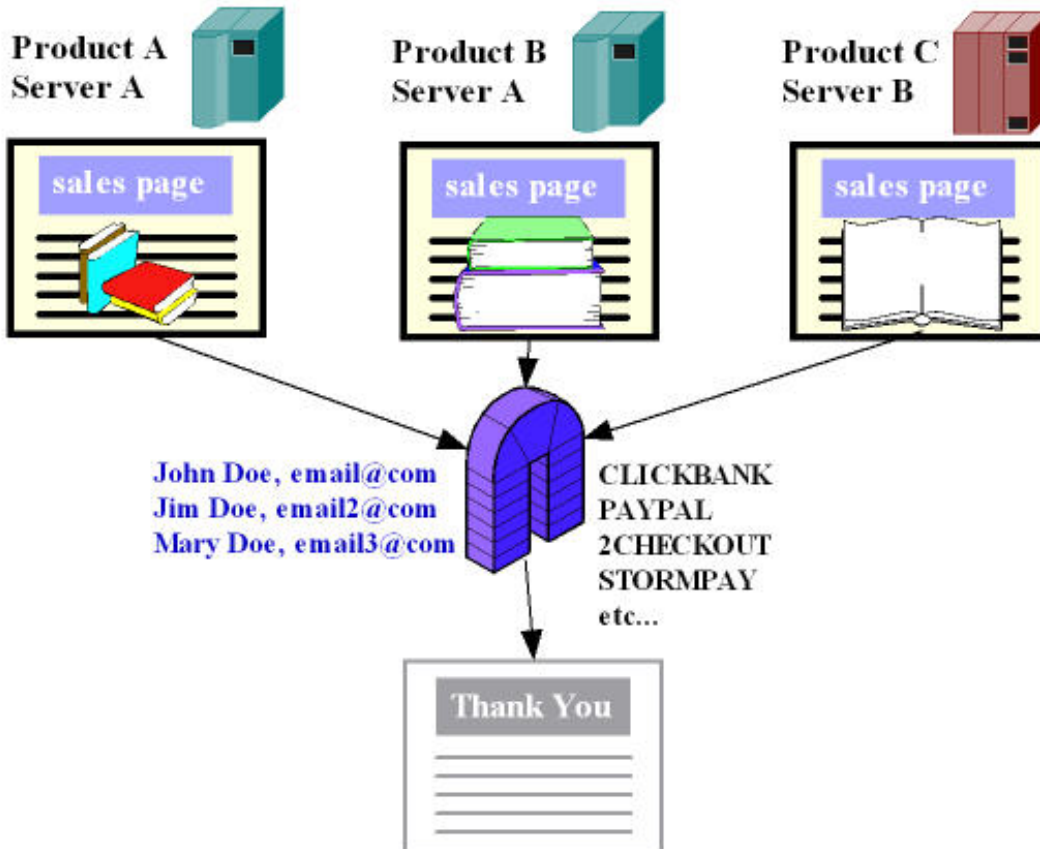 Product A
Server A
Product B
Server A
Product C
Server B
sales page
sales page
sales page
John Doe, email@com
Jim Doe, email2@com
Mary Doe, email3@com
CLICKBANK
PAYPAL
2CHECKOUT
STORMPAY
etc...
Thank You